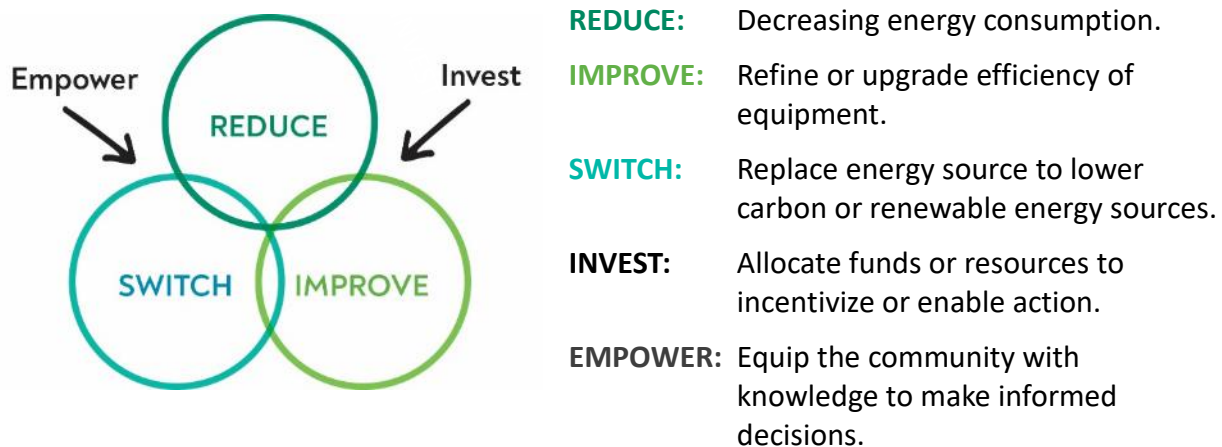 Empower
Invest
REDUCE
SWITCH
IMPROVE
REDUCE: Decreasing energy consumption.
IMPROVE: Refine or upgrade efficiency of
equipment.
SWITCH: Replace energy source to lower
carbon or renewable energy sources.
INVEST: Allocate funds or resources to
incentivize or enable action.
EMPOWER: Equip the community with
knowledge to make informed
decisions.